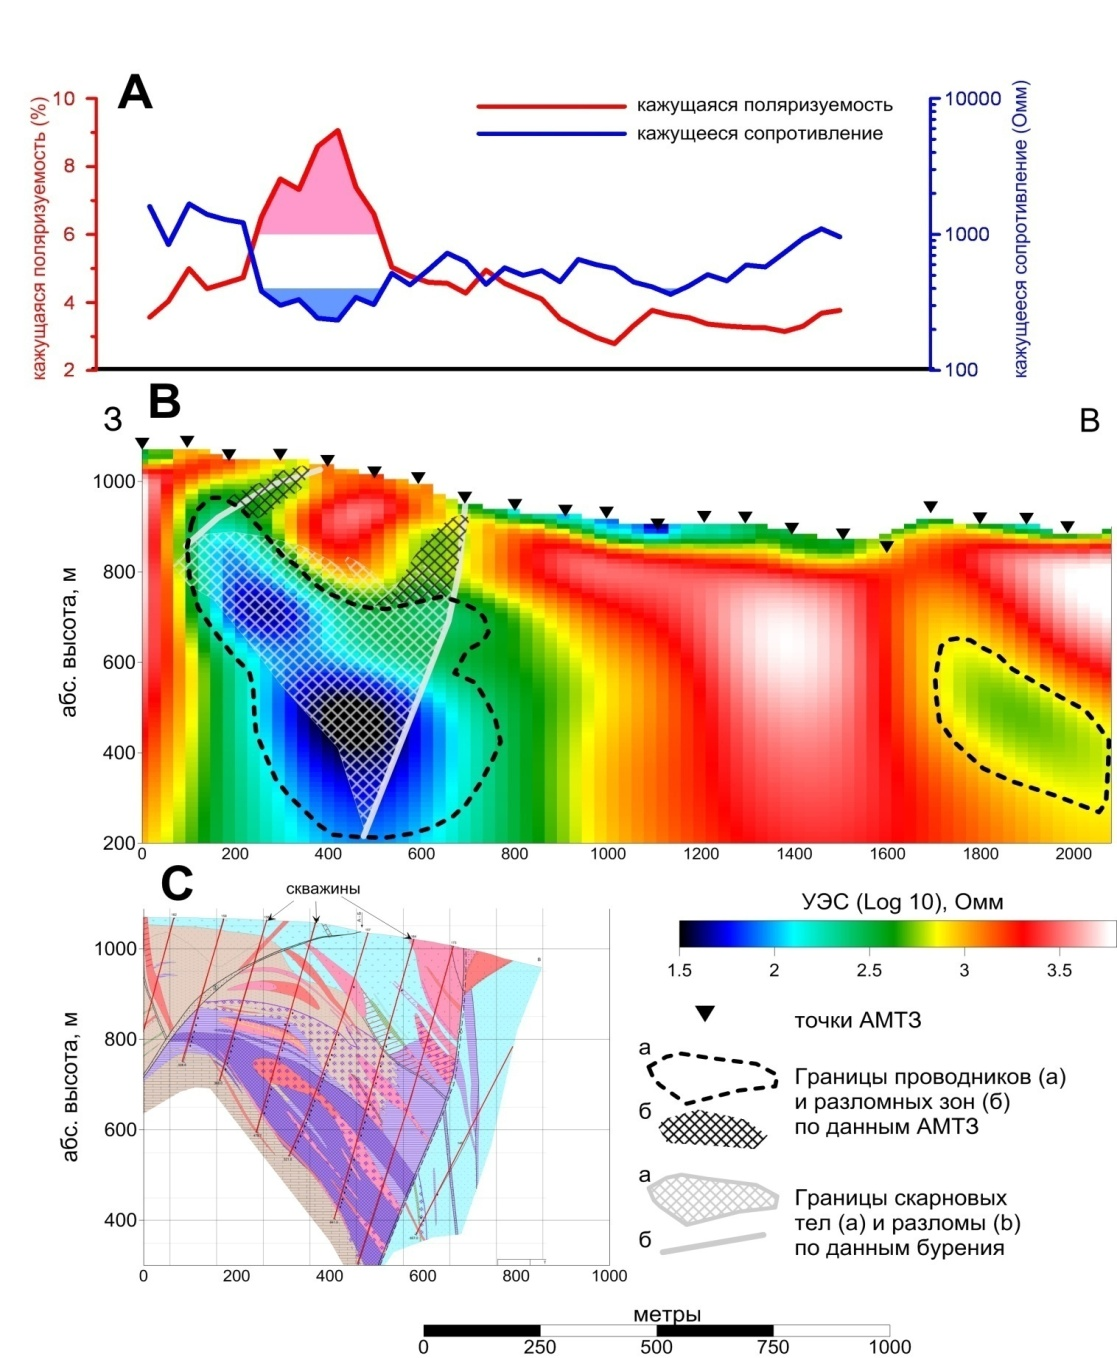 A
кажущаяся поляризуемость (%)
10
8
6
4
2
кажущаяся поляризуемость
кажущееся сопротивление
10000
1000
100
кажущееся сопротивление (Омм)
З
B
В
абс. высота, м
1000
800
600
400
200
0 200 400 600 800 1000 1200 1400 1600 1800 2000
C
скважины
абс. высота, м
1000
800
600
400
0 200 400 600 800 1000
УЭС (Log 10), Омм
1.5 2 2.5 3 3.5
точки АМТЗ
а
б
Границы проводников (а)
и разломных зон (б)
по данным АМТЗ
а
б
Границы скарновых
тел (а) и разломы (b)
по данным бурения
метры
0 250 500 750 1000